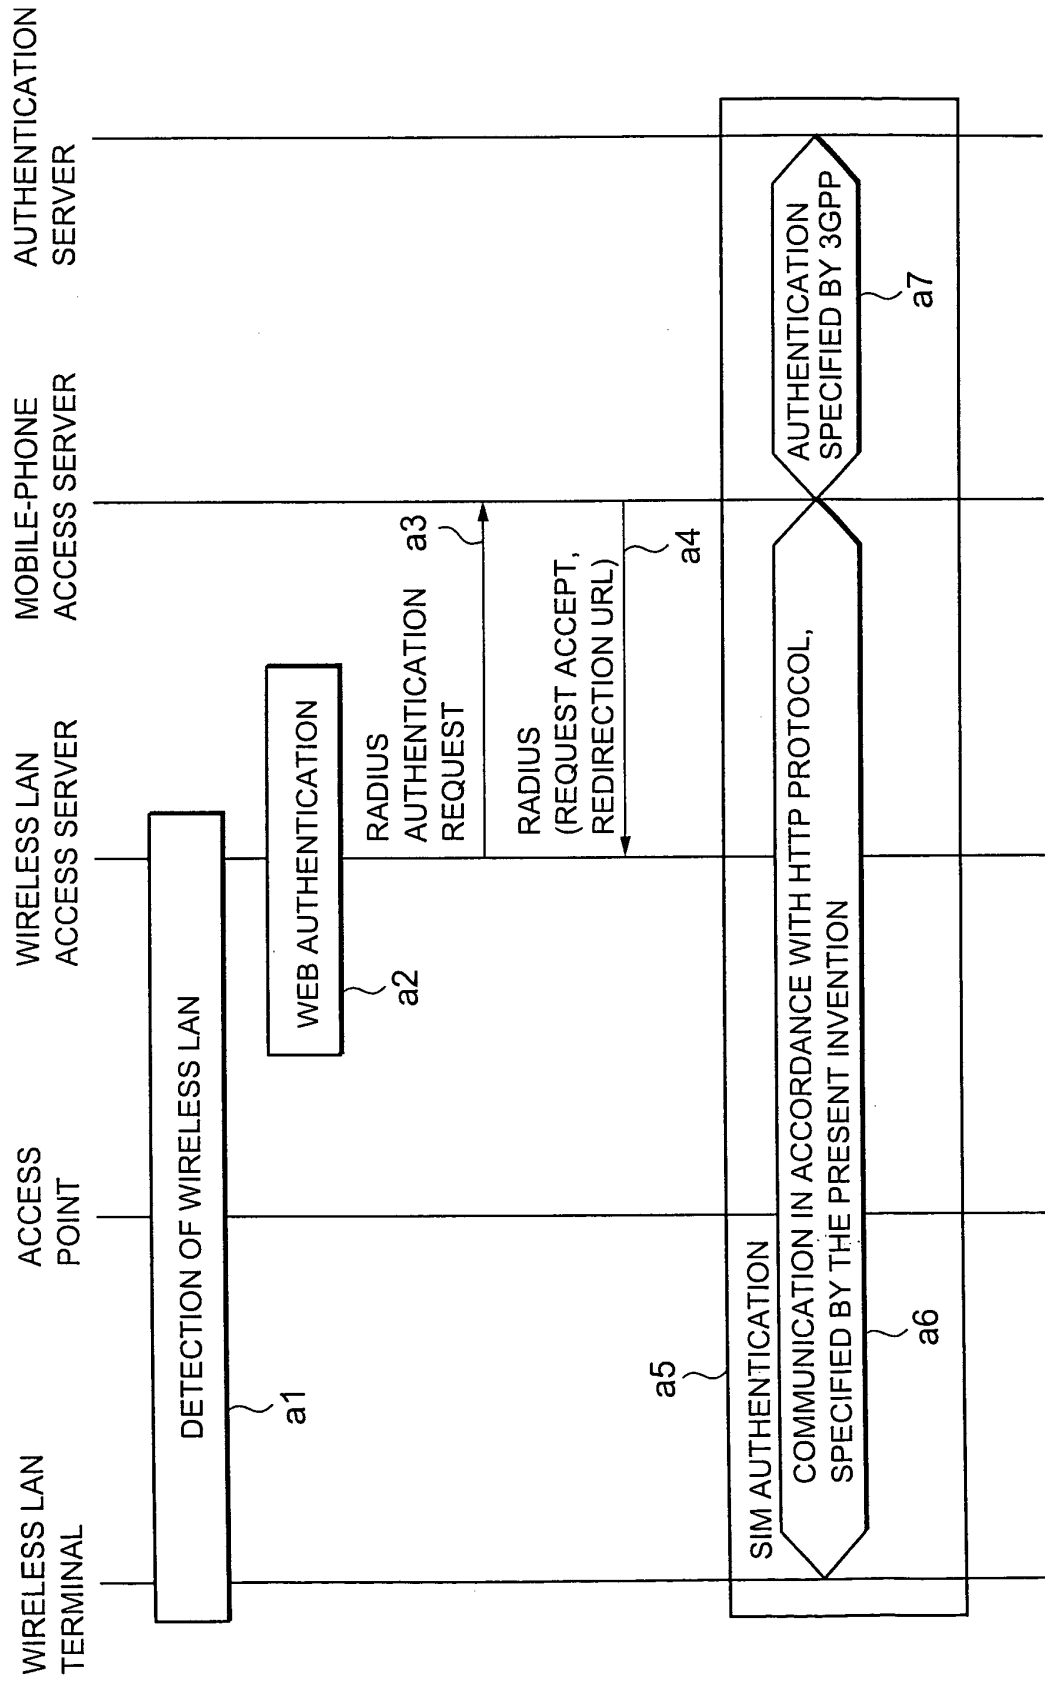 WIRELESS LAN
TERMINAL
ACCESS
POINT
WIRELESS LAN
ACCESS SERVER
MOBILE-PHONE
ACCESS SERVER
AUTHENTICATION
SERVER
DETECTION OF WIRELESS LAN
a1
WEB AUTHENTICATION
a2
RADIUS
AUTHENTICATION
REQUEST
a3
RADIUS
(REQUEST ACCEPT,
REDIRECTION URL)
a4
a5
SIM AUTHENTICATION
COMMUNICATION IN ACCORDANCE WITH HTTP PROTOCOL,
SPECIFIED BY THE PRESENT INVENTION
a6
AUTHENTICATION
SPECIFIED BY 3GPP
a7